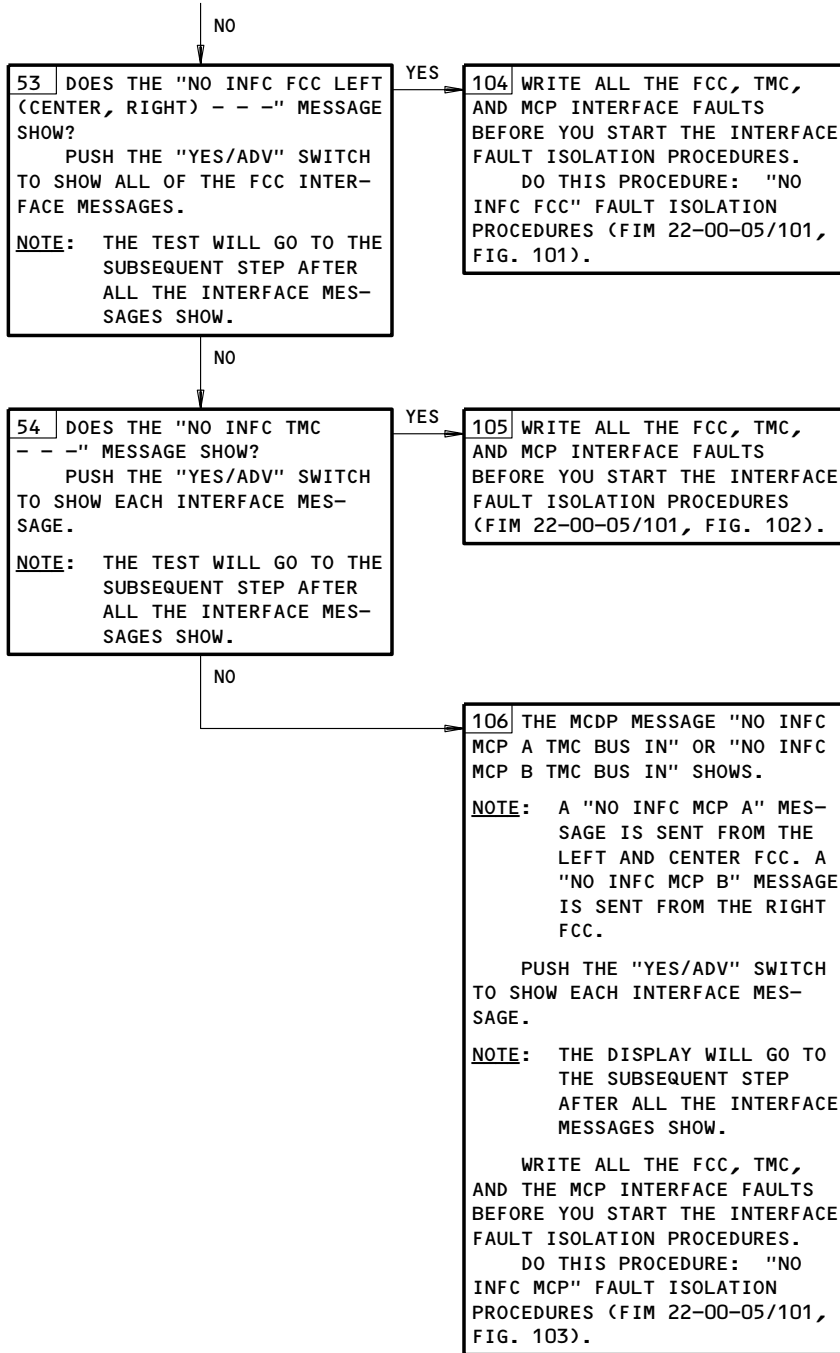 NO
53 DOES THE "NO INFC FCC LEFT
(CENTER, RIGHT) – – –" MESSAGE
SHOW?
PUSH THE "YES/ADV" SWITCH
TO SHOW ALL OF THE FCC INTER–
FACE MESSAGES.
NOTE: THE TEST WILL GO TO THE
SUBSEQUENT STEP AFTER
ALL THE INTERFACE MES–
SAGES SHOW.
YES
104 WRITE ALL THE FCC, TMC,
AND MCP INTERFACE FAULTS
BEFORE YOU START THE INTERFACE
FAULT ISOLATION PROCEDURES.
DO THIS PROCEDURE: "NO
INFC FCC" FAULT ISOLATION
PROCEDURES (FIM 22–00–05/101,
FIG. 101).
NO
54 DOES THE "NO INFC TMC
– – –" MESSAGE SHOW?
PUSH THE "YES/ADV" SWITCH
TO SHOW EACH INTERFACE MES–
SAGE.
NOTE: THE TEST WILL GO TO THE
SUBSEQUENT STEP AFTER
ALL THE INTERFACE MES–
SAGES SHOW.
YES
105 WRITE ALL THE FCC, TMC,
AND MCP INTERFACE FAULTS
BEFORE YOU START THE INTERFACE
FAULT ISOLATION PROCEDURES
(FIM 22–00–05/101, FIG. 102).
NO
106 THE MCDP MESSAGE "NO INFC
MCP A TMC BUS IN" OR "NO INFC
MCP B TMC BUS IN" SHOWS.
NOTE: A "NO INFC MCP A" MES–
SAGE IS SENT FROM THE
LEFT AND CENTER FCC. A
"NO INFC MCP B" MESSAGE
IS SENT FROM THE RIGHT
FCC.
PUSH THE "YES/ADV" SWITCH
TO SHOW EACH INTERFACE MES–
SAGE.
NOTE: THE DISPLAY WILL GO TO
THE SUBSEQUENT STEP
AFTER ALL THE INTERFACE
MESSAGES SHOW.
WRITE ALL THE FCC, TMC,
AND THE MCP INTERFACE FAULTS
BEFORE YOU START THE INTERFACE
FAULT ISOLATION PROCEDURES.
DO THIS PROCEDURE: "NO
INFC MCP" FAULT ISOLATION
PROCEDURES (FIM 22–00–05/101,
FIG. 103).